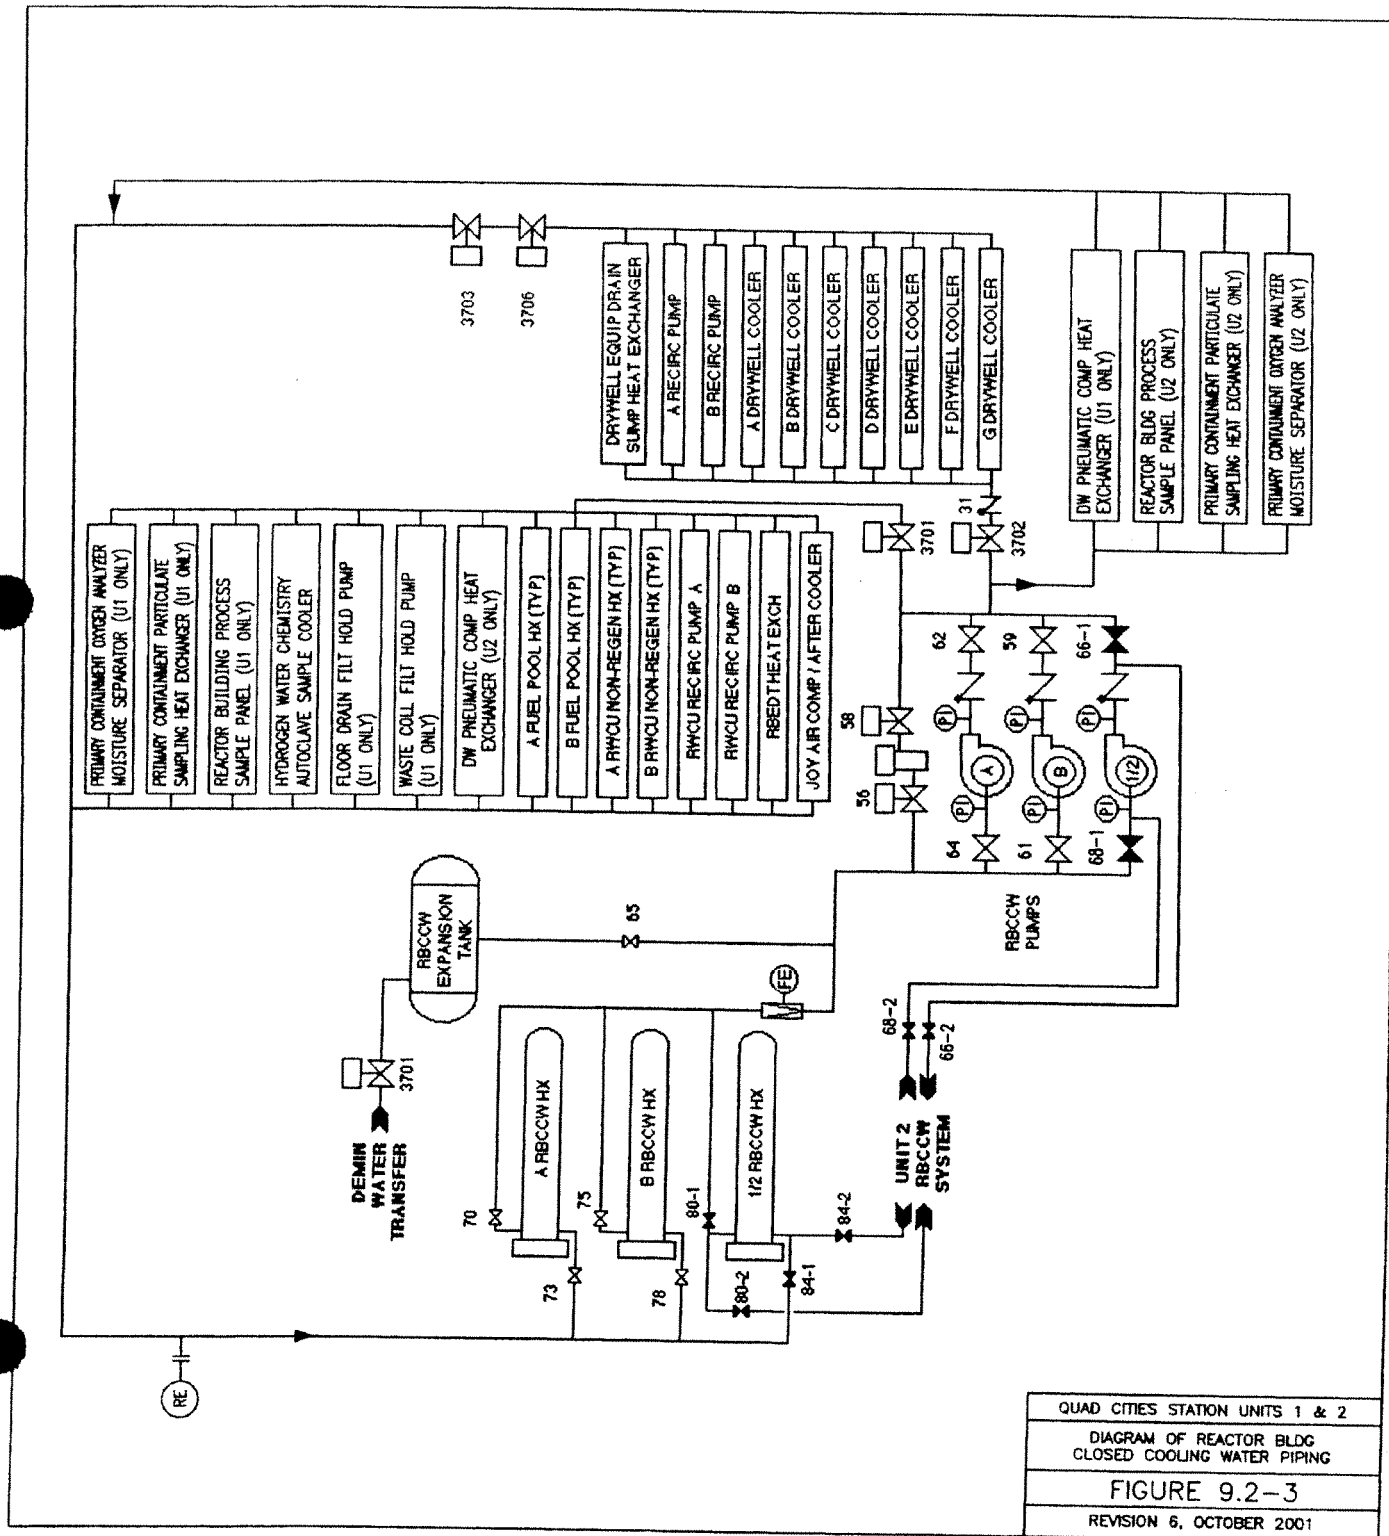 3703
3706
DRYWELL EQUIP DRAIN
SUMP HEAT EXCHANGER
A RECIRC PUMP
B RECIRC PUMP
A DRYWELL COOLER
B DRYWELL COOLER
C DRYWELL COOLER
D DRYWELL COOLER
E DRYWELL COOLER
F DRYWELL COOLER
G DRYWELL COOLER
DW PNEUMATIC COMP HEAT
EXCHANGER (U1 ONLY)
REACTOR BLDG PROCESS
SAMPLE PANEL (U2 ONLY)
PRIMARY CONTAINMENT PARTICULATE
SAMPLING HEAT EXCHANGER (U2 ONLY)
PRIMARY CONTAINMENT OXYGEN ANALYZER
MOISTURE SEPARATOR (U2 ONLY)
PRIMARY CONTAINMENT OXYGEN ANALYZER
MOISTURE SEPARATOR (U1 ONLY)
PRIMARY CONTAINMENT PARTICULATE
SAMPLING HEAT EXCHANGER (U1 ONLY)
REACTOR BUILDING PROCESS
SAMPLE PANEL (U1 ONLY)
HYDROGEN WATER CHEMISTRY
AUTOCLAVE SAMPLE COOLER
FLOOR DRAIN FILT HOLD PUMP
(U1 ONLY)
WASTE COLL FILT HOLD PUMP
(U1 ONLY)
DW PNEUMATIC COMP HEAT
EXCHANGER (U2 ONLY)
A FUEL POOL HX (TYP)
B FUEL POOL HX (TYP)
A RWCU NON-REGEN HX (TYP)
B RWCU NON-REGEN HX (TYP)
RWCU RECIRC PUMP A
RWCU RECIRC PUMP B
RBEDT HEAT EXCH
JOY AIR COMP / AFTER COOLER
31
3701
3702
62
59
66-1
58
56
PI
PI
PI
A
B
1/2
PI
PI
PI
64
61
68-1
RBCCW
PUMPS
RBCCW
EXPANSION
TANK
65
FE
3701
DEMIN
WATER
TRANSFER
A RBCCW HX
B RBCCW HX
1/2 RBCCW HX
70
75
80-1
73
78
80-2
84-1
84-2
68-2
66-2
UNIT 2
RBCCW
SYSTEM
RE
QUAD CITIES STATION UNITS 1 & 2
DIAGRAM OF REACTOR BLDG
CLOSED COOLING WATER PIPING
FIGURE 9.2-3
REVISION 6, OCTOBER 2001